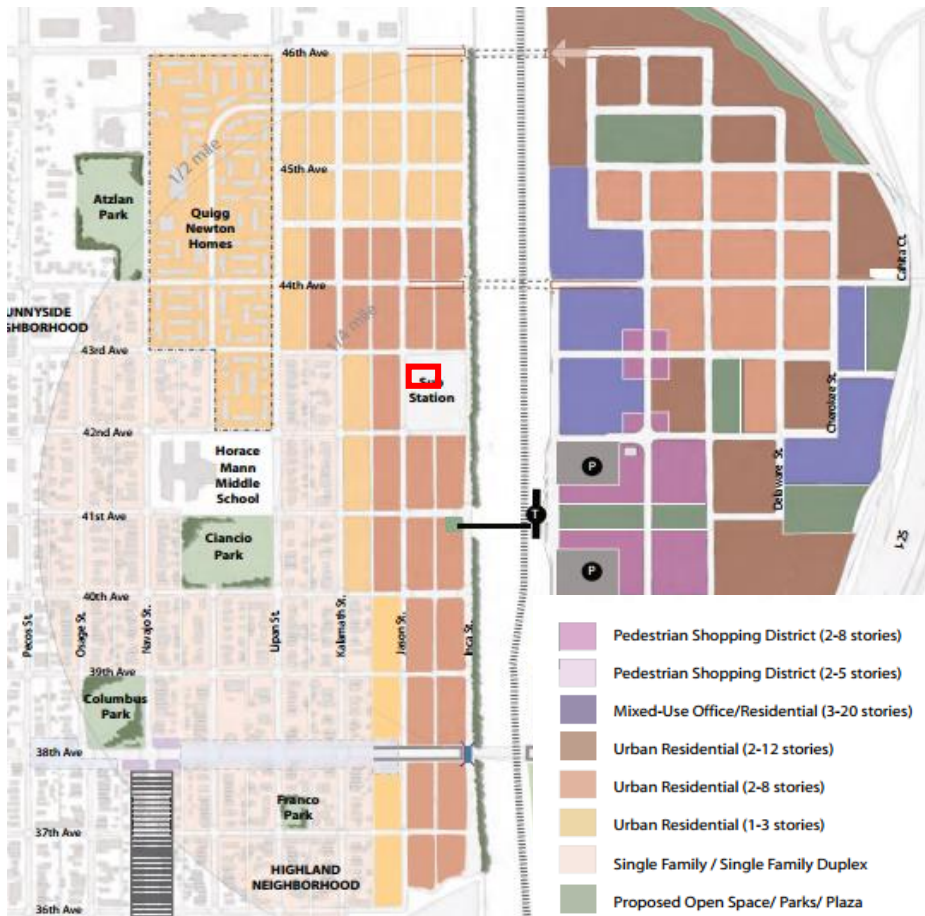 46th Ave
1/2 mile
45th Ave
Atzlan
Park
Quigg
Newton
Homes
Cahita Ct.
44th Ave
UNNYSIDE
GHBORHOOD
1/4 mile
43rd Ave
Station
Cherokee St.
42nd Ave
Horace
Mann
Middle
School
P
Delaware St.
41st Ave
T
I-25
Ciancio
Park
P
40th Ave
Pecos St.
Osage St.
Navajo St.
Lipan St.
Kalamath St.
Jason St.
Inca St.
39th Ave
Columbus
Park
38th Ave
Franco
Park
37th Ave
HIGHLAND
NEIGHBORHOOD
36th Ave
Pedestrian Shopping District (2-8 stories)
Pedestrian Shopping District (2-5 stories)
Mixed-Use Office/Residential (3-20 stories)
Urban Residential (2-12 stories)
Urban Residential (2-8 stories)
Urban Residential (1-3 stories)
Single Family / Single Family Duplex
Proposed Open Space/ Parks/ Plaza